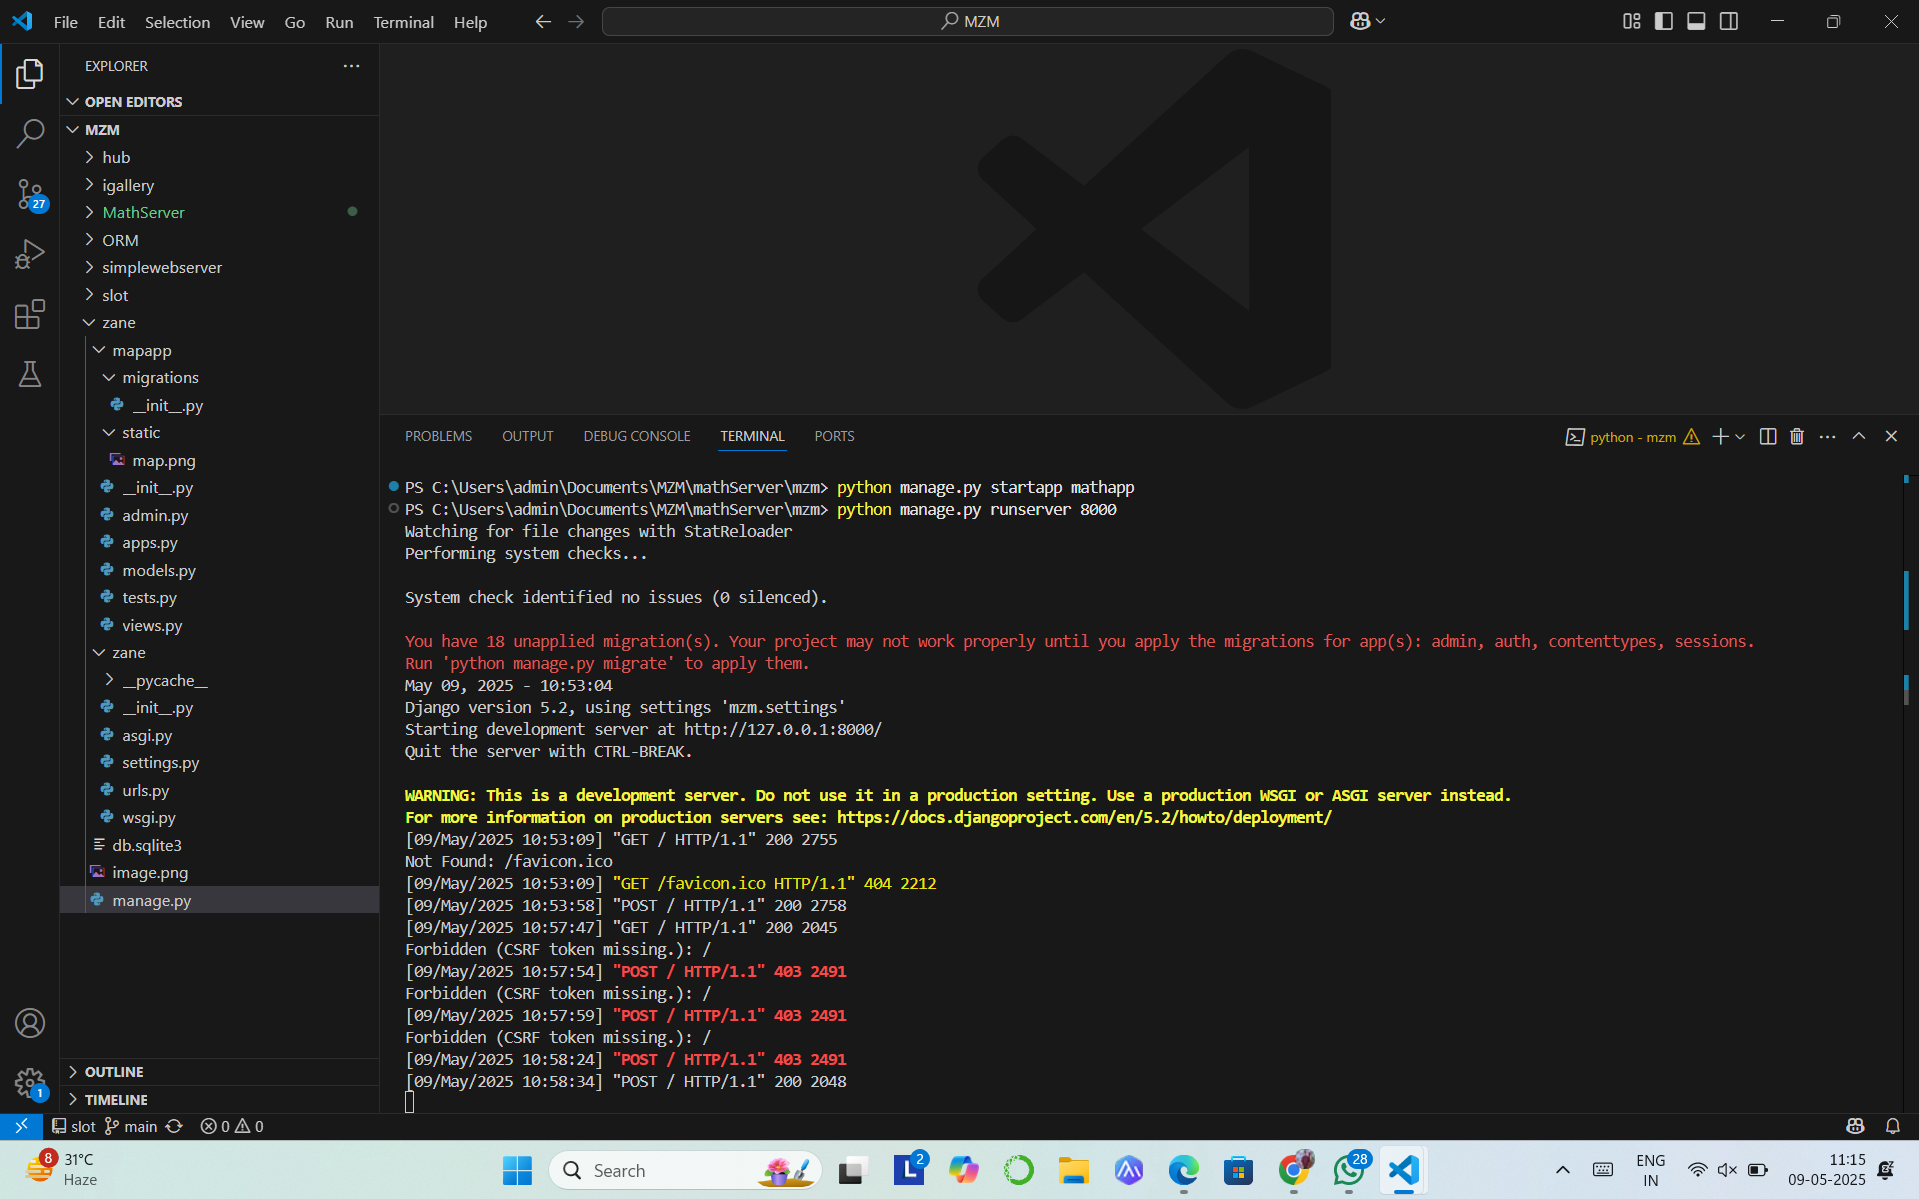 File Edit Selection View Go Run Terminal Help
MZM
EXPLORER
OPEN EDITORS
MZM
hub
igallery
MathServer
ORM
simplewebserver
slot
zane
mapapp
migrations
__init__.py
static
map.png
__init__.py
admin.py
apps.py
models.py
tests.py
views.py
zane
__pycache__
__init__.py
asgi.py
settings.py
urls.py
wsgi.py
db.sqlite3
image.png
manage.py
OUTLINE
TIMELINE
27
1
PROBLEMS OUTPUT DEBUG CONSOLE TERMINAL PORTS
python - mzm
PS C:\Users\admin\Documents\MZM\mathServer\mzm> python manage.py startapp mathapp
PS C:\Users\admin\Documents\MZM\mathServer\mzm> python manage.py runserver 8000
Watching for file changes with StatReloader
Performing system checks...
System check identified no issues (0 silenced).
You have 18 unapplied migration(s). Your project may not work properly until you apply the migrations for app(s): admin, auth, contenttypes, sessions.
Run 'python manage.py migrate' to apply them.
May 09, 2025 - 10:53:04
Django version 5.2, using settings 'mzm.settings'
Starting development server at http://127.0.0.1:8000/
Quit the server with CTRL-BREAK.
WARNING: This is a development server. Do not use it in a production setting. Use a production WSGI or ASGI server instead.
For more information on production servers see: https://docs.djangoproject.com/en/5.2/howto/deployment/
[09/May/2025 10:53:09] "GET / HTTP/1.1" 200 2755
Not Found: /favicon.ico
[09/May/2025 10:53:09] "GET /favicon.ico HTTP/1.1" 404 2212
[09/May/2025 10:53:58] "POST / HTTP/1.1" 200 2758
[09/May/2025 10:57:47] "GET / HTTP/1.1" 200 2045
Forbidden (CSRF token missing.): /
[09/May/2025 10:57:54] "POST / HTTP/1.1" 403 2491
Forbidden (CSRF token missing.): /
[09/May/2025 10:57:59] "POST / HTTP/1.1" 403 2491
Forbidden (CSRF token missing.): /
[09/May/2025 10:58:24] "POST / HTTP/1.1" 403 2491
[09/May/2025 10:58:34] "POST / HTTP/1.1" 200 2048
slot main 0 0
8
31°C
Haze
Search
L 2
28
ENG
IN
11:15
09-05-2025